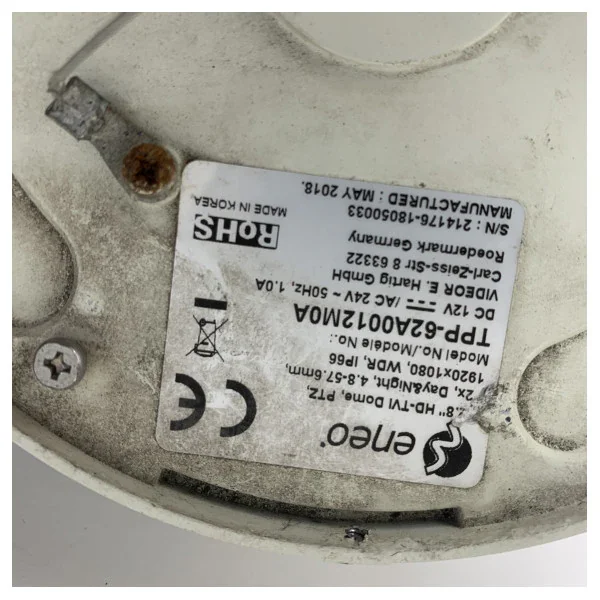 eneo®
.8" HD-TVI Dome, PTZ,
2x, Day&Night, 4.8-57.6mm,
1920x1080, WDR, IP66
Model No./Modéle No.:
TPP-62A0012M0A
DC 12V ⎓ /AC 24V ~ 50Hz, 1.0A
VIDEOR E. Hartig GmbH
Carl-Zeiss-Str 8 63322
Roedermark Germany
S/N : 214176-18050033
MANUFACTURED : MAY 2018.
CE
RoHS
MADE IN KOREA